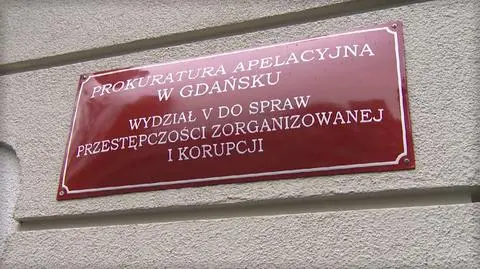 PROKURATURA APELACYJNA
W GDAŃSKU
WYDZIAŁ V DO SPRAW
PRZESTĘPCZOŚCI ZORGANIZOWANEJ
I KORUPCJI